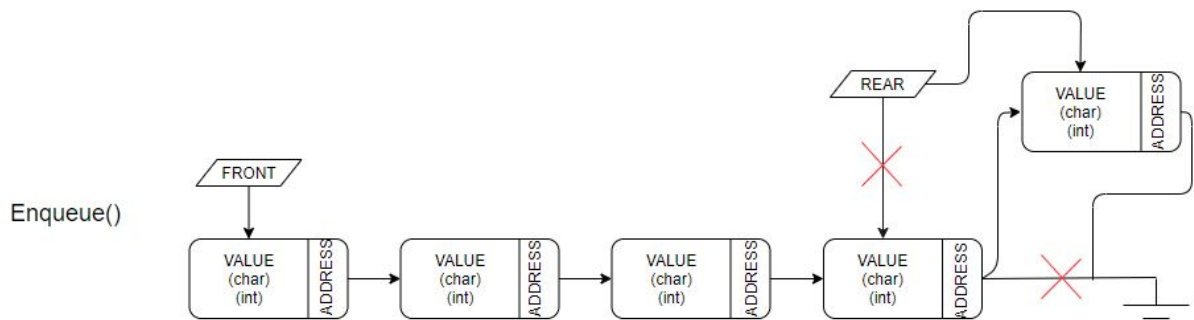 REAR
VALUE
(char)
(int)
ADDRESS
FRONT
Enqueue()
VALUE
(char)
(int)
ADDRESS
VALUE
(char)
(int)
ADDRESS
VALUE
(char)
(int)
ADDRESS
VALUE
(char)
(int)
ADDRESS